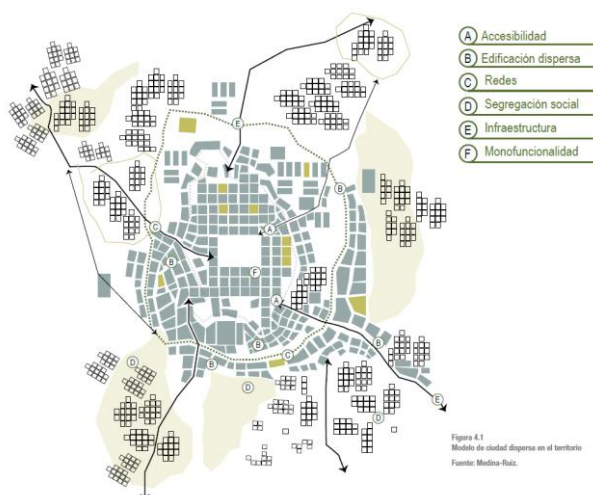 A Accesibilidad
B Edificación dispersa
C Redes
D Segregación social
E Infraestructura
F Monofuncionalidad
E
B
A
C
B
F
A
B
B
C
B
D
D
D
E
Figura 4.1
Modelo de ciudad dispersa en el territorio
Fuente: Medina-Ruiz.